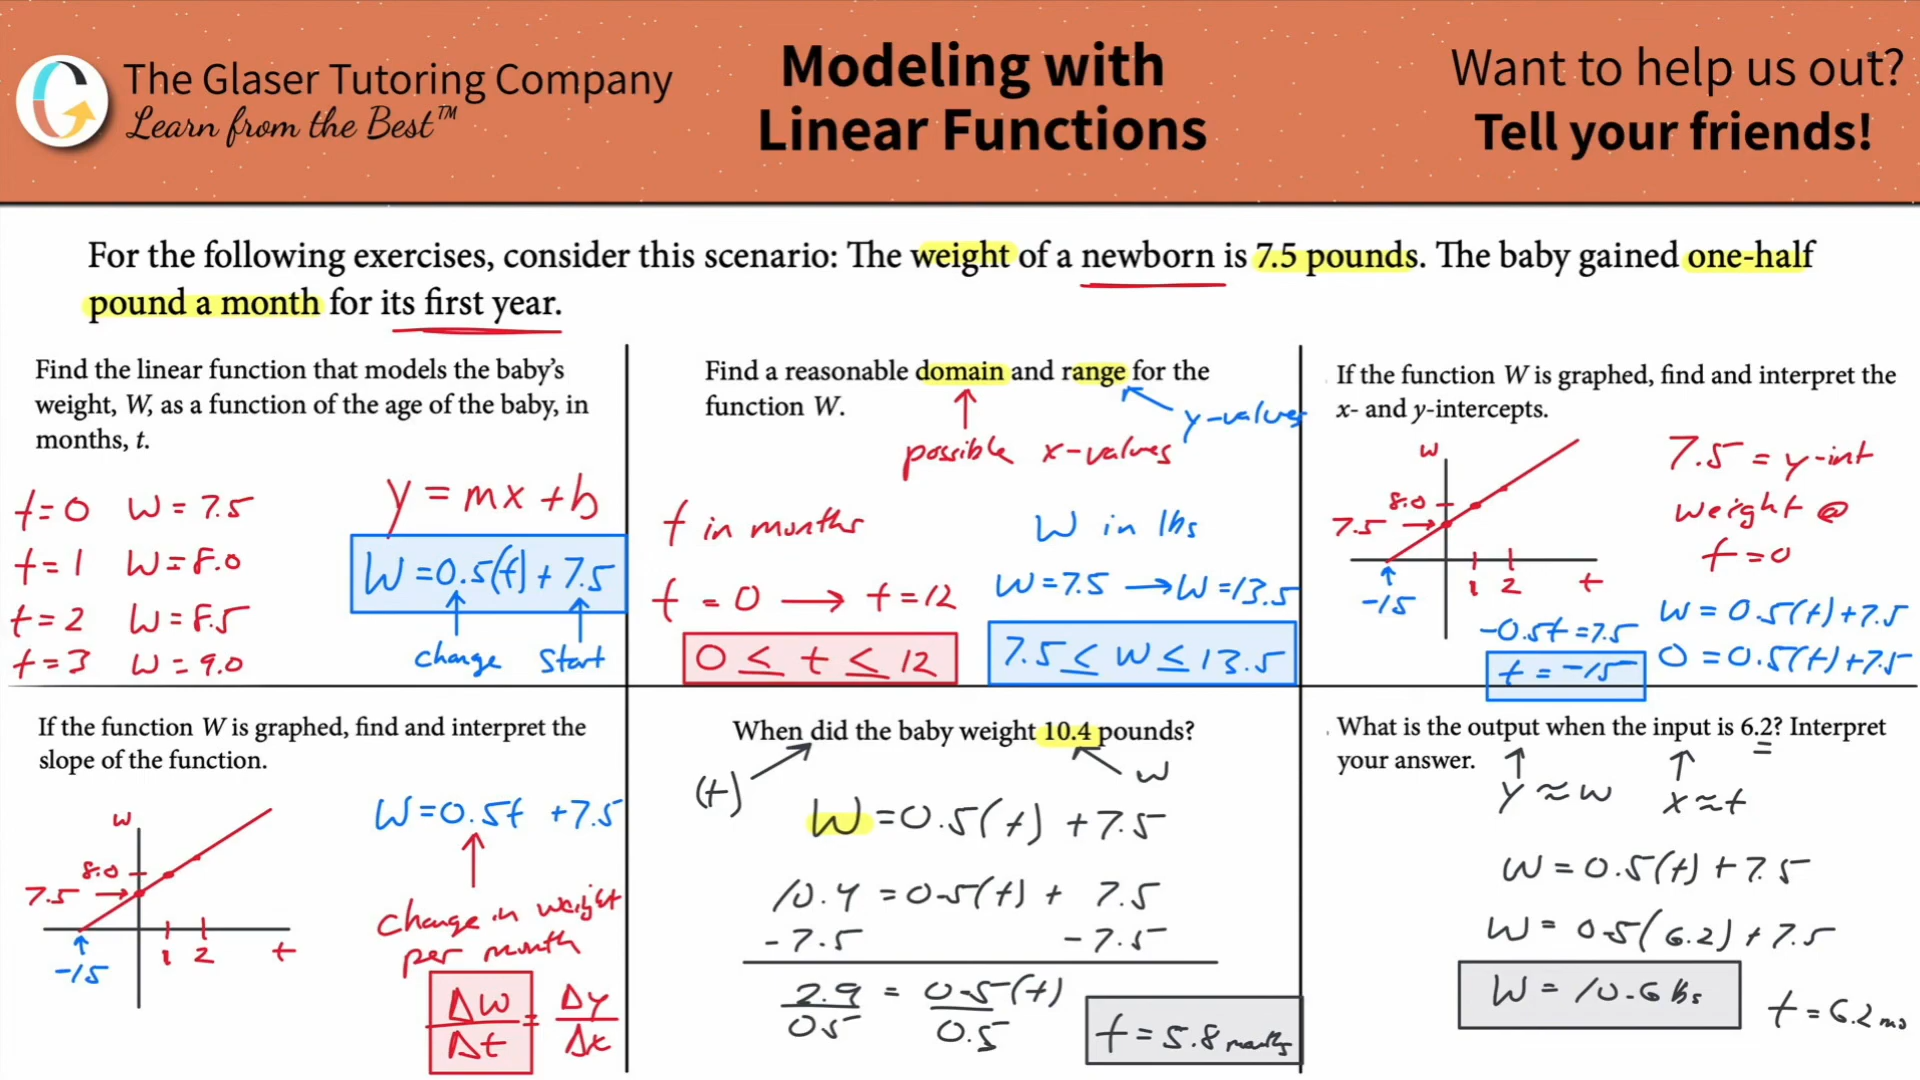 The Glaser Tutoring Company
Learn from the Best™
Modeling with
Linear Functions
Want to help us out?
Tell your friends!
For the following exercises, consider this scenario: The weight of a newborn is 7.5 pounds. The baby gained one-half
pound a month for its first year.
Find the linear function that models the baby’s
weight, W, as a function of the age of the baby, in
months, t.
t=0 W = 7.5
t=1 W=8.0
t=2 W=8.5
t=3 W=9.0
y = mx + b
W=0.5(t)+7.5
change start
Find a reasonable domain and range for the
function W.
y-values
possible x-values
t in months
t = 0 → t=12
0 ≤ t ≤ 12
W in lbs
W=7.5 → W=13.5
7.5 ≤ W ≤ 13.5
If the function W is graphed, find and interpret the
x- and y-intercepts.
W
8.0
7.5 →
1 2 t
-15
7.5 = y-int
weight @
t=0
W = 0.5(t)+7.5
0 = 0.5(t)+7.5
-0.5t=7.5
t = -15
If the function W is graphed, find and interpret the
slope of the function.
W
8.0
7.5 →
1 2 t
-15
W=0.5t +7.5
change in weight
per month
ΔW/Δt = Δy/Δx
When did the baby weight 10.4 pounds?
(t) W
W=0.5(t)+7.5
10.4 = 0.5(t) + 7.5
-7.5 -7.5
2.9 = 0.5(t)
0.5 0.5
t = 5.8 months
What is the output when the input is 6.2? Interpret
your answer.
y≈w x≈t
W = 0.5(t)+7.5
W = 0.5(6.2)+7.5
W = 10.6 lbs
t = 6.2 mo